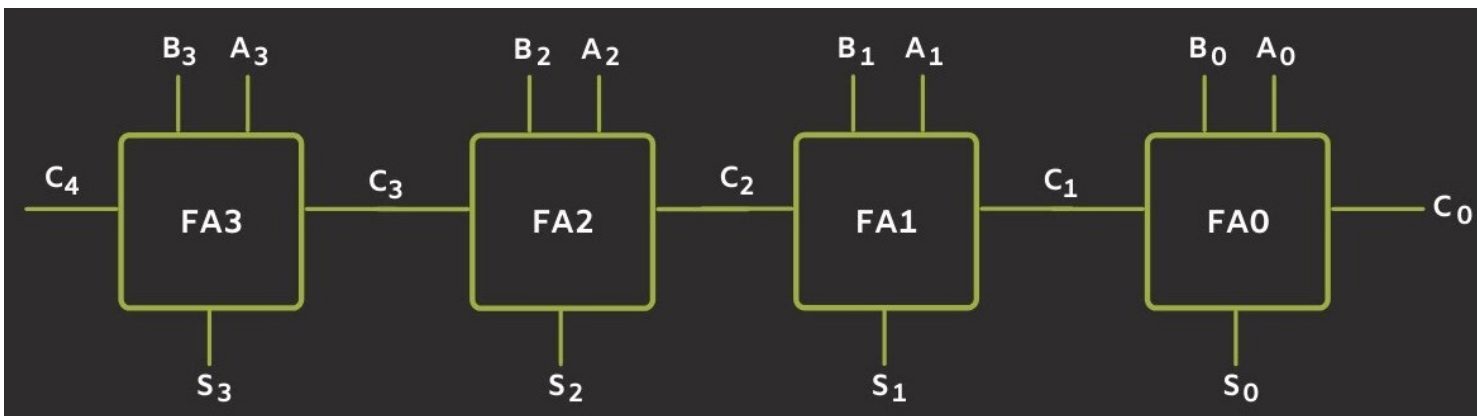 B₃ A₃ B₂ A₂ B₁ A₁ B₀ A₀
C₄ C₃ C₂ C₁ C₀
FA3 FA2 FA1 FA0
S₃ S₂ S₁ S₀